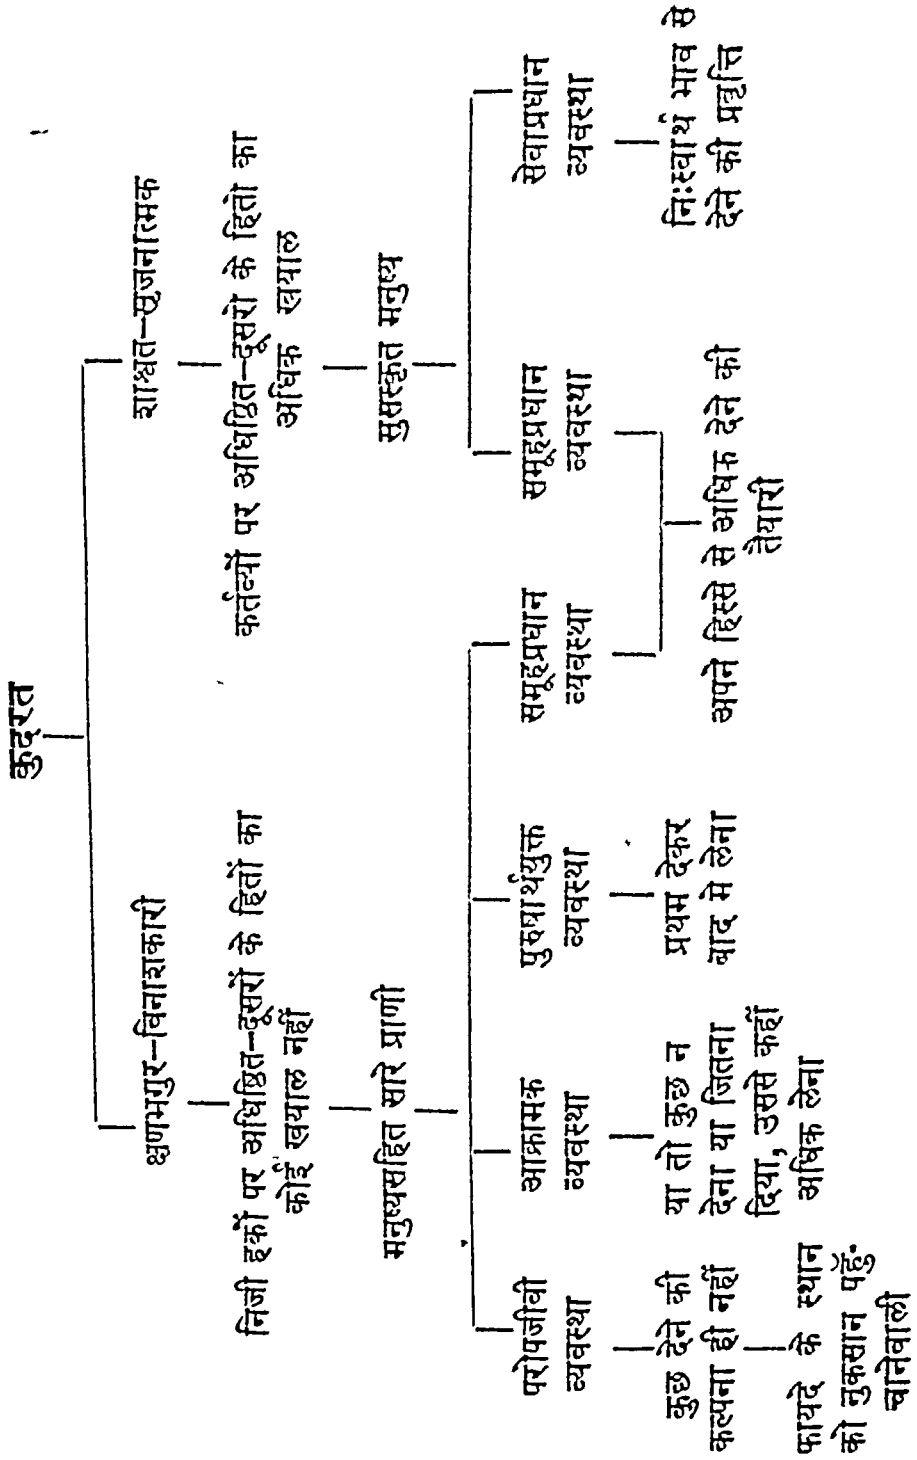 कुदरत
क्षणभगुर—विनाशकारी
शाश्वत—सृजनात्मक
निजी हकों पर अधिष्ठित—दूसरों के हितों का
कोई खयाल नहीं
कर्तव्यों पर अधिष्ठित—दूसरो के हितो का
अधिक खयाल
मनुष्यसहित सारे प्राणी
सुसस्कृत मनुष्य
परोपजीवी
व्यवस्था
आक्रामक
व्यवस्था
पुरुषार्थयुक्त
व्यवस्था
समूहप्रधान
व्यवस्था
समूहप्रधान
व्यवस्था
सेवाप्रधान
व्यवस्था
कुछ देने की
कल्पना ही नहीं
फायदे के स्थान
को नुकसान पहुँ-
चानेवाली
या तो कुछ न
देना या जितना
दिया, उससे कहीं
अधिक लेना
प्रथम देकर
बाद मे लेना
अपने हिस्से से अधिक देने की
तैयारी
निःस्वार्थ भाव से
देने की प्रवृत्ति